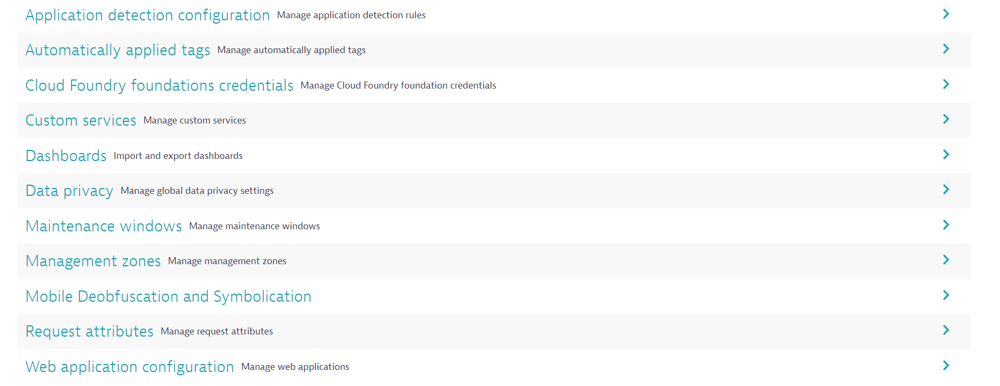 Application detection configuration Manage application detection rules
Automatically applied tags Manage automatically applied tags
Cloud Foundry foundations credentials Manage Cloud Foundry foundation credentials
Custom services Manage custom services
Dashboards Import and export dashboards
Data privacy Manage global data privacy settings
Maintenance windows Manage maintenance windows
Management zones Manage management zones
Mobile Deobfuscation and Symbolication
Request attributes Manage request attributes
Web application configuration Manage web applications